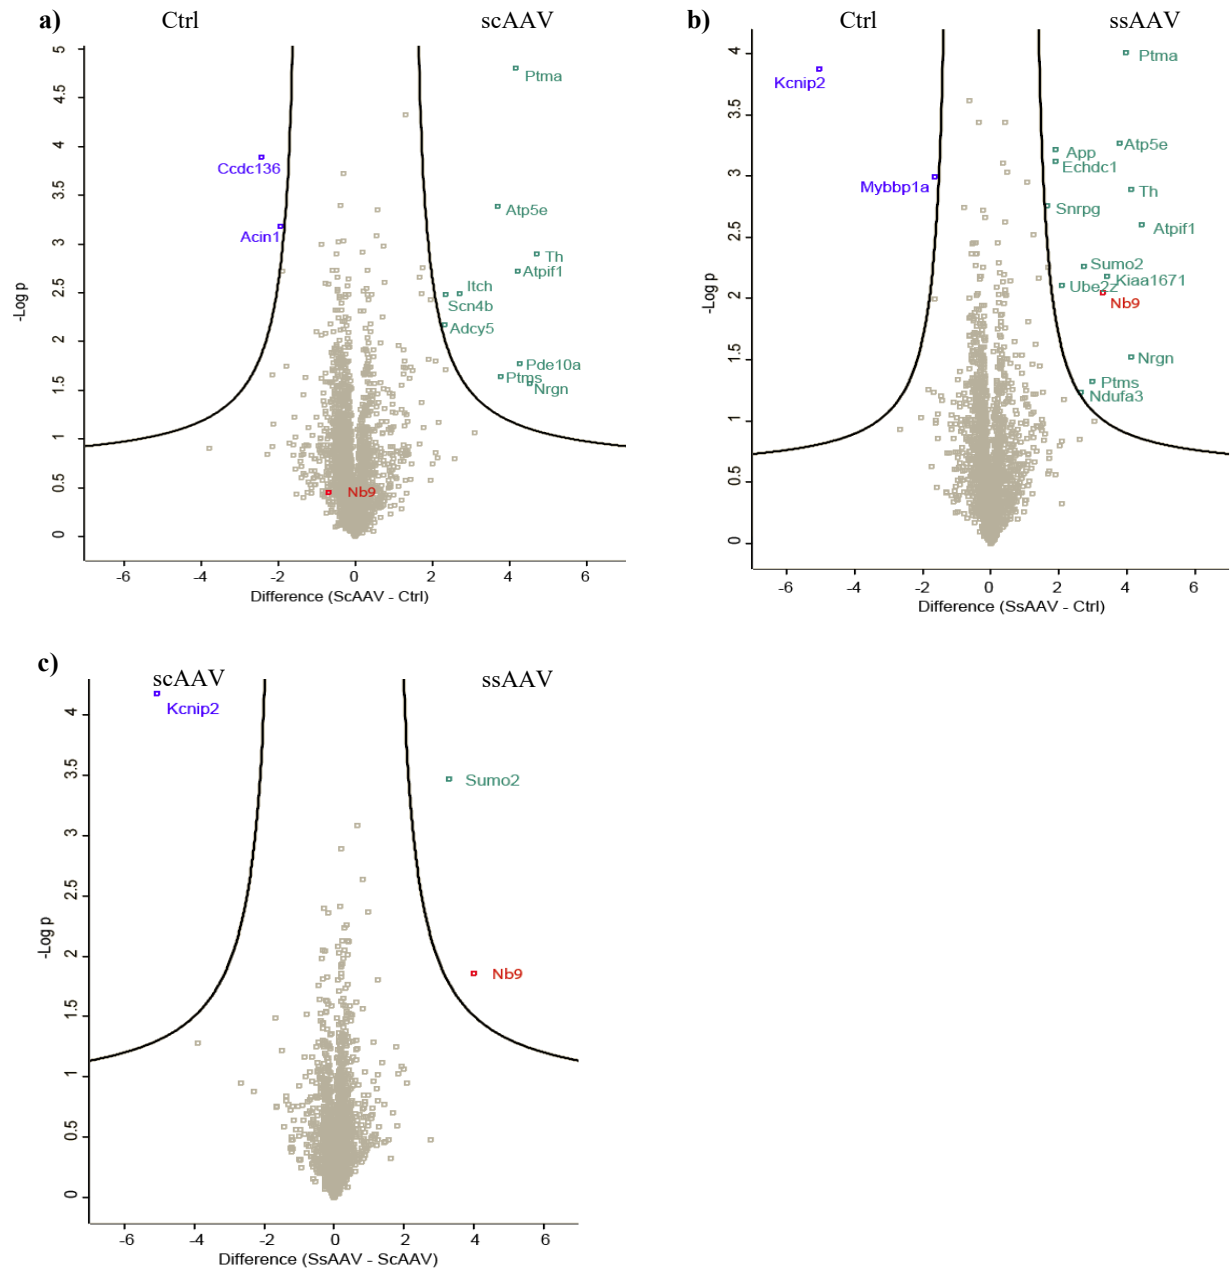 a)
Ctrl
scAAV
5
4.5
4
3.5
3
2.5
2
1.5
1
0.5
0
-Log p
Ptma
Ccdc136
Acin1
Atp5e
Th
Atpif1
Itch
Scn4b
Adcy5
Pde10a
Ptms
Nrgn
Nb9
-6 -4 -2 0 2 4 6
Difference (ScAAV - Ctrl)
b)
Ctrl
ssAAV
4
3.5
3
2.5
2
1.5
1
0.5
0
-Log p
Ptma
Kcnip2
App
Atp5e
Echdc1
Mybbp1a
Th
Snrpg
Atpif1
Sumo2
Kiaa1671
Ube2z
Nb9
Nrgn
Ptms
Ndufa3
-6 -4 -2 0 2 4 6
Difference (SsAAV - Ctrl)
c)
scAAV
ssAAV
4
3.5
3
2.5
2
1.5
1
0.5
0
-Log p
Kcnip2
Sumo2
Nb9
-6 -4 -2 0 2 4 6
Difference (SsAAV - ScAAV)